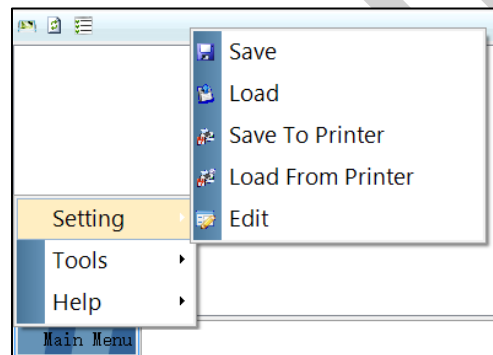 Save
Load
Save To Printer
Load From Printer
Edit
Setting
Tools
Help
Main Menu